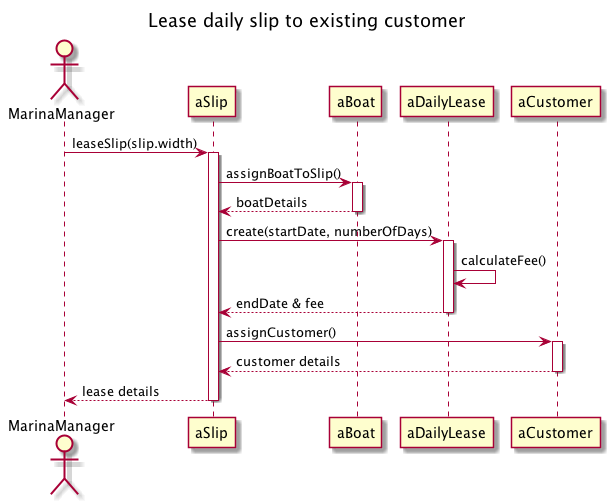 Lease daily slip to existing customer
MarinaManager
aSlip
aBoat
aDailyLease
aCustomer
leaseSlip(slip.width)
assignBoatToSlip()
boatDetails
create(startDate, numberOfDays)
calculateFee()
endDate & fee
assignCustomer()
customer details
lease details
MarinaManager
aSlip
aBoat
aDailyLease
aCustomer